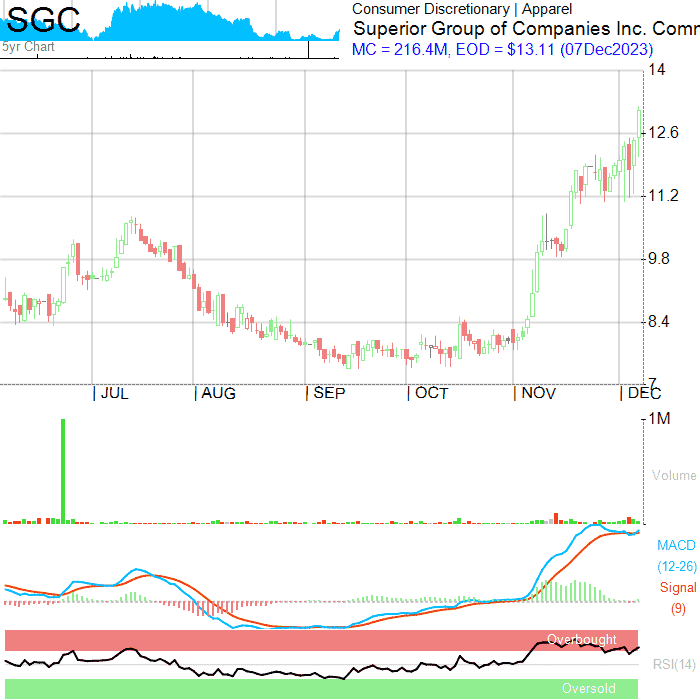 SGC
5yr Chart
Consumer Discretionary | Apparel
Superior Group of Companies Inc. Comm
MC = 216.4M, EOD = $13.11 (07Dec2023)
14
12.6
11.2
9.8
8.4
7
JUL
AUG
SEP
OCT
NOV
DEC
1M
Volume
MACD
(12-26)
Signal
(9)
Overbought
RSI(14)
Oversold